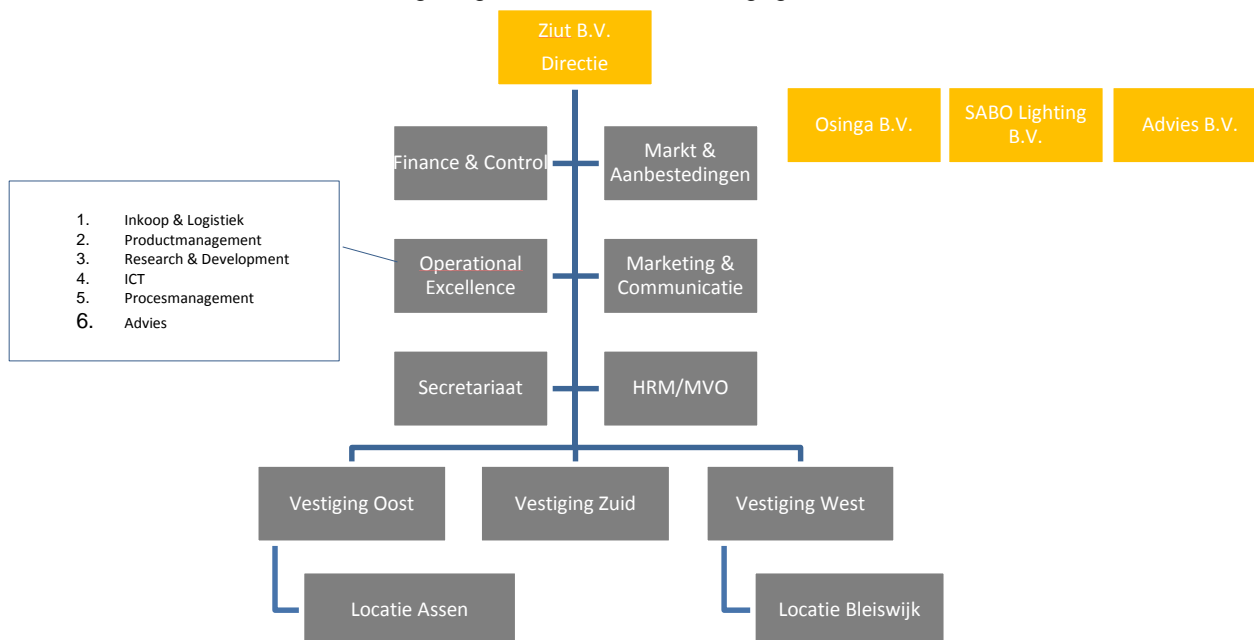 Ziut B.V.
Directie
Osinga B.V.
SABO Lighting
B.V.
Advies B.V.
Finance & Control
Markt &
Aanbestedingen
1. Inkoop & Logistiek
2. Productmanagement
3. Research & Development
4. ICT
5. Procesmanagement
6. Advies
Operational
Excellence
Marketing &
Communicatie
Secretariaat
HRM/MVO
Vestiging Oost
Vestiging Zuid
Vestiging West
Locatie Assen
Locatie Bleiswijk